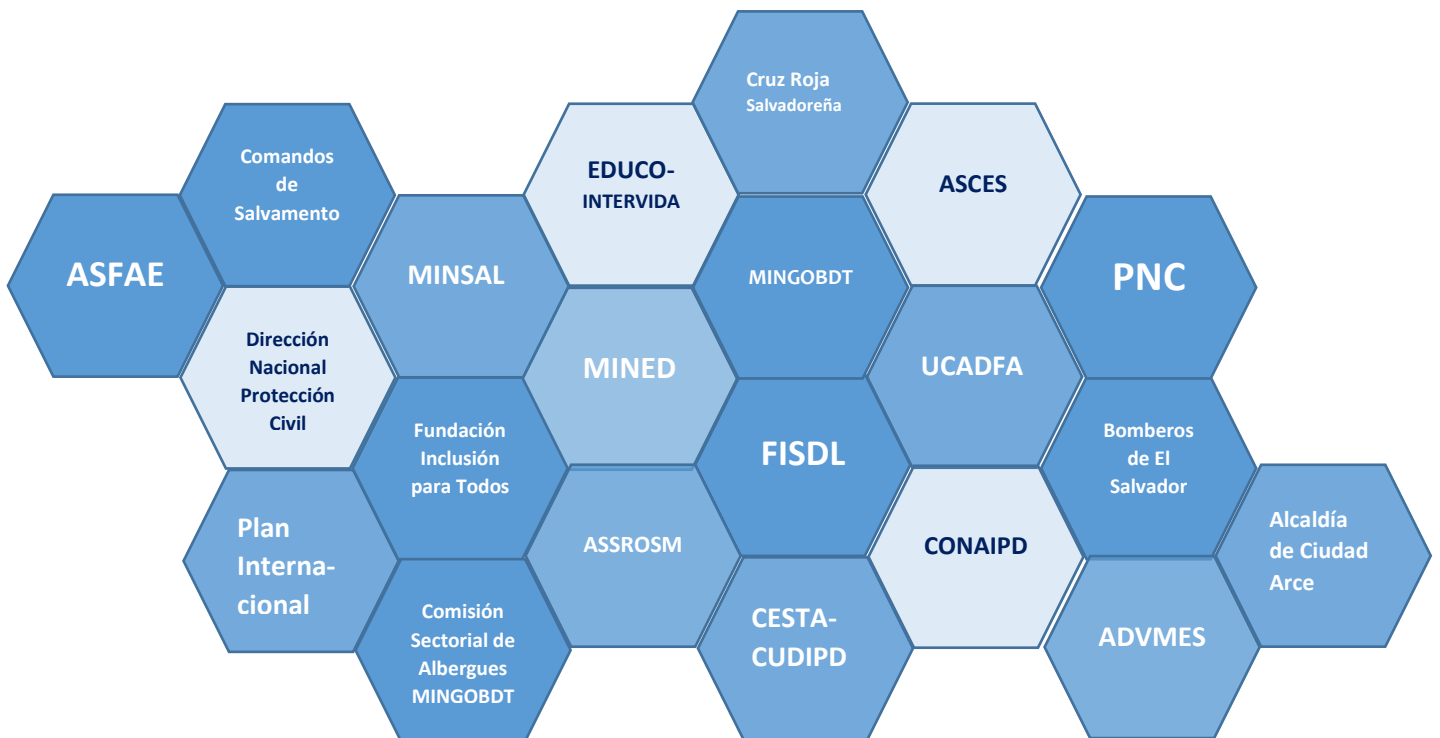 Cruz Roja
Salvadoreña
Comandos
de
Salvamento
EDUCO-
INTERVIDA
ASCES
ASFAE
MINSAL
MINGOBDT
PNC
Dirección
Nacional
Protección
Civil
MINED
UCADFA
Fundación
Inclusión
para Todos
FISDL
Bomberos
de El
Salvador
Plan
Interna-
cional
ASSROSM
CONAIPD
Alcaldía
de Ciudad
Arce
Comisión
Sectorial de
Albergues
MINGOBDT
CESTA-
CUDIPD
ADVMES